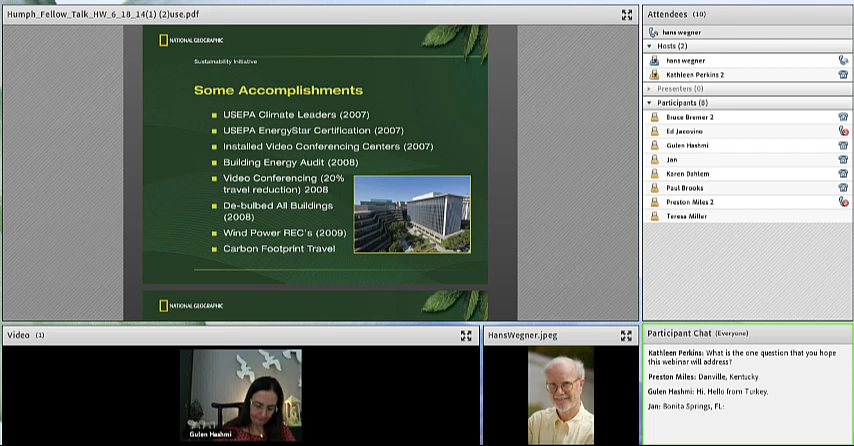 Humph_Fellow_Talk_HW_6_18_14(1) (2)use.pdf
NATIONAL GEOGRAPHIC
Sustainability Initiative
Some Accomplishments
USEPA Climate Leaders (2007)
USEPA EnergyStar Certification (2007)
Installed Video Conferencing Centers (2007)
Building Energy Audit (2008)
Video Conferencing (20%
travel reduction) 2008
De-bulbed All Buildings
(2008)
Wind Power REC's (2009)
Carbon Footprint Travel
NATIONAL GEOGRAPHIC
Attendees (10)
hans wegner
Hosts (2)
hans wegner
Kathleen Perkins 2
Presenters (0)
Participants (8)
Bruce Bremer 2
Ed Jacovino
Gulen Hashmi
Jan
Karen Dahlem
Paul Brooks
Preston Miles 2
Teresa Miller
Video (1)
Gulen Hashmi
HansWegner.jpeg
Participant Chat (Everyone)
Kathleen Perkins: What is the one question that you hope
this webinar will address?
Preston Miles: Danville, Kentucky
Gulen Hashmi: Hi, Hello from Turkey,
Jan: Bonita Springs, FL: